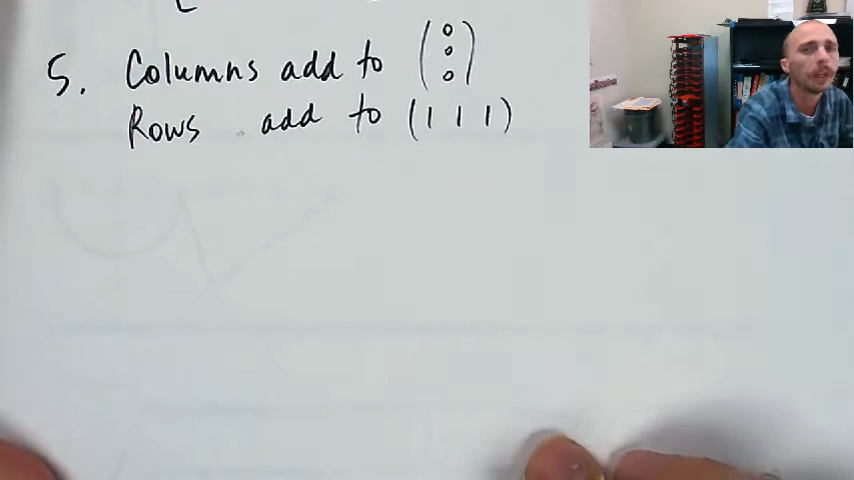 5. Columns add to (0 0 0)
Rows add to (1 1 1)